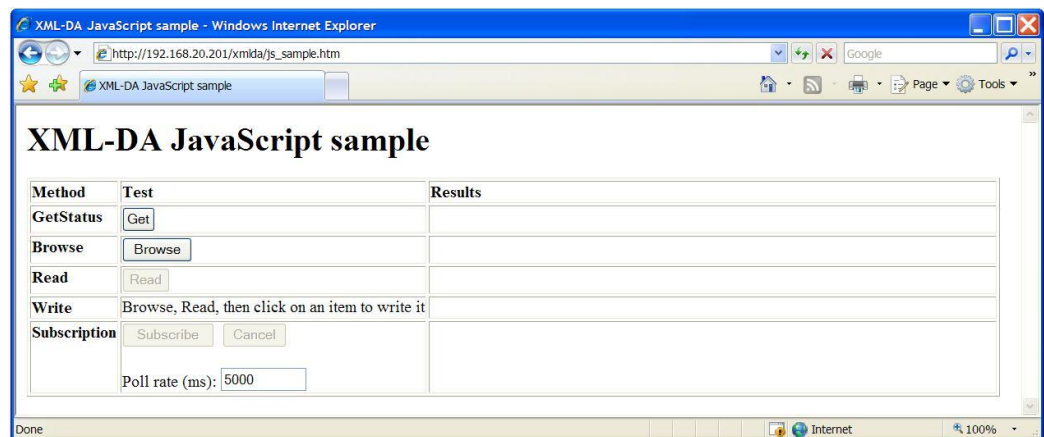 XML-DA JavaScript sample - Windows Internet Explorer
http://192.168.20.201/xmlda/js_sample.htm Google
XML-DA JavaScript sample Page Tools »
XML-DA JavaScript sample
Method Test Results
GetStatus Get
Browse Browse
Read Read
Write Browse, Read, then click on an item to write it
Subscription Subscribe Cancel
Poll rate (ms): 5000
Done Internet 100%